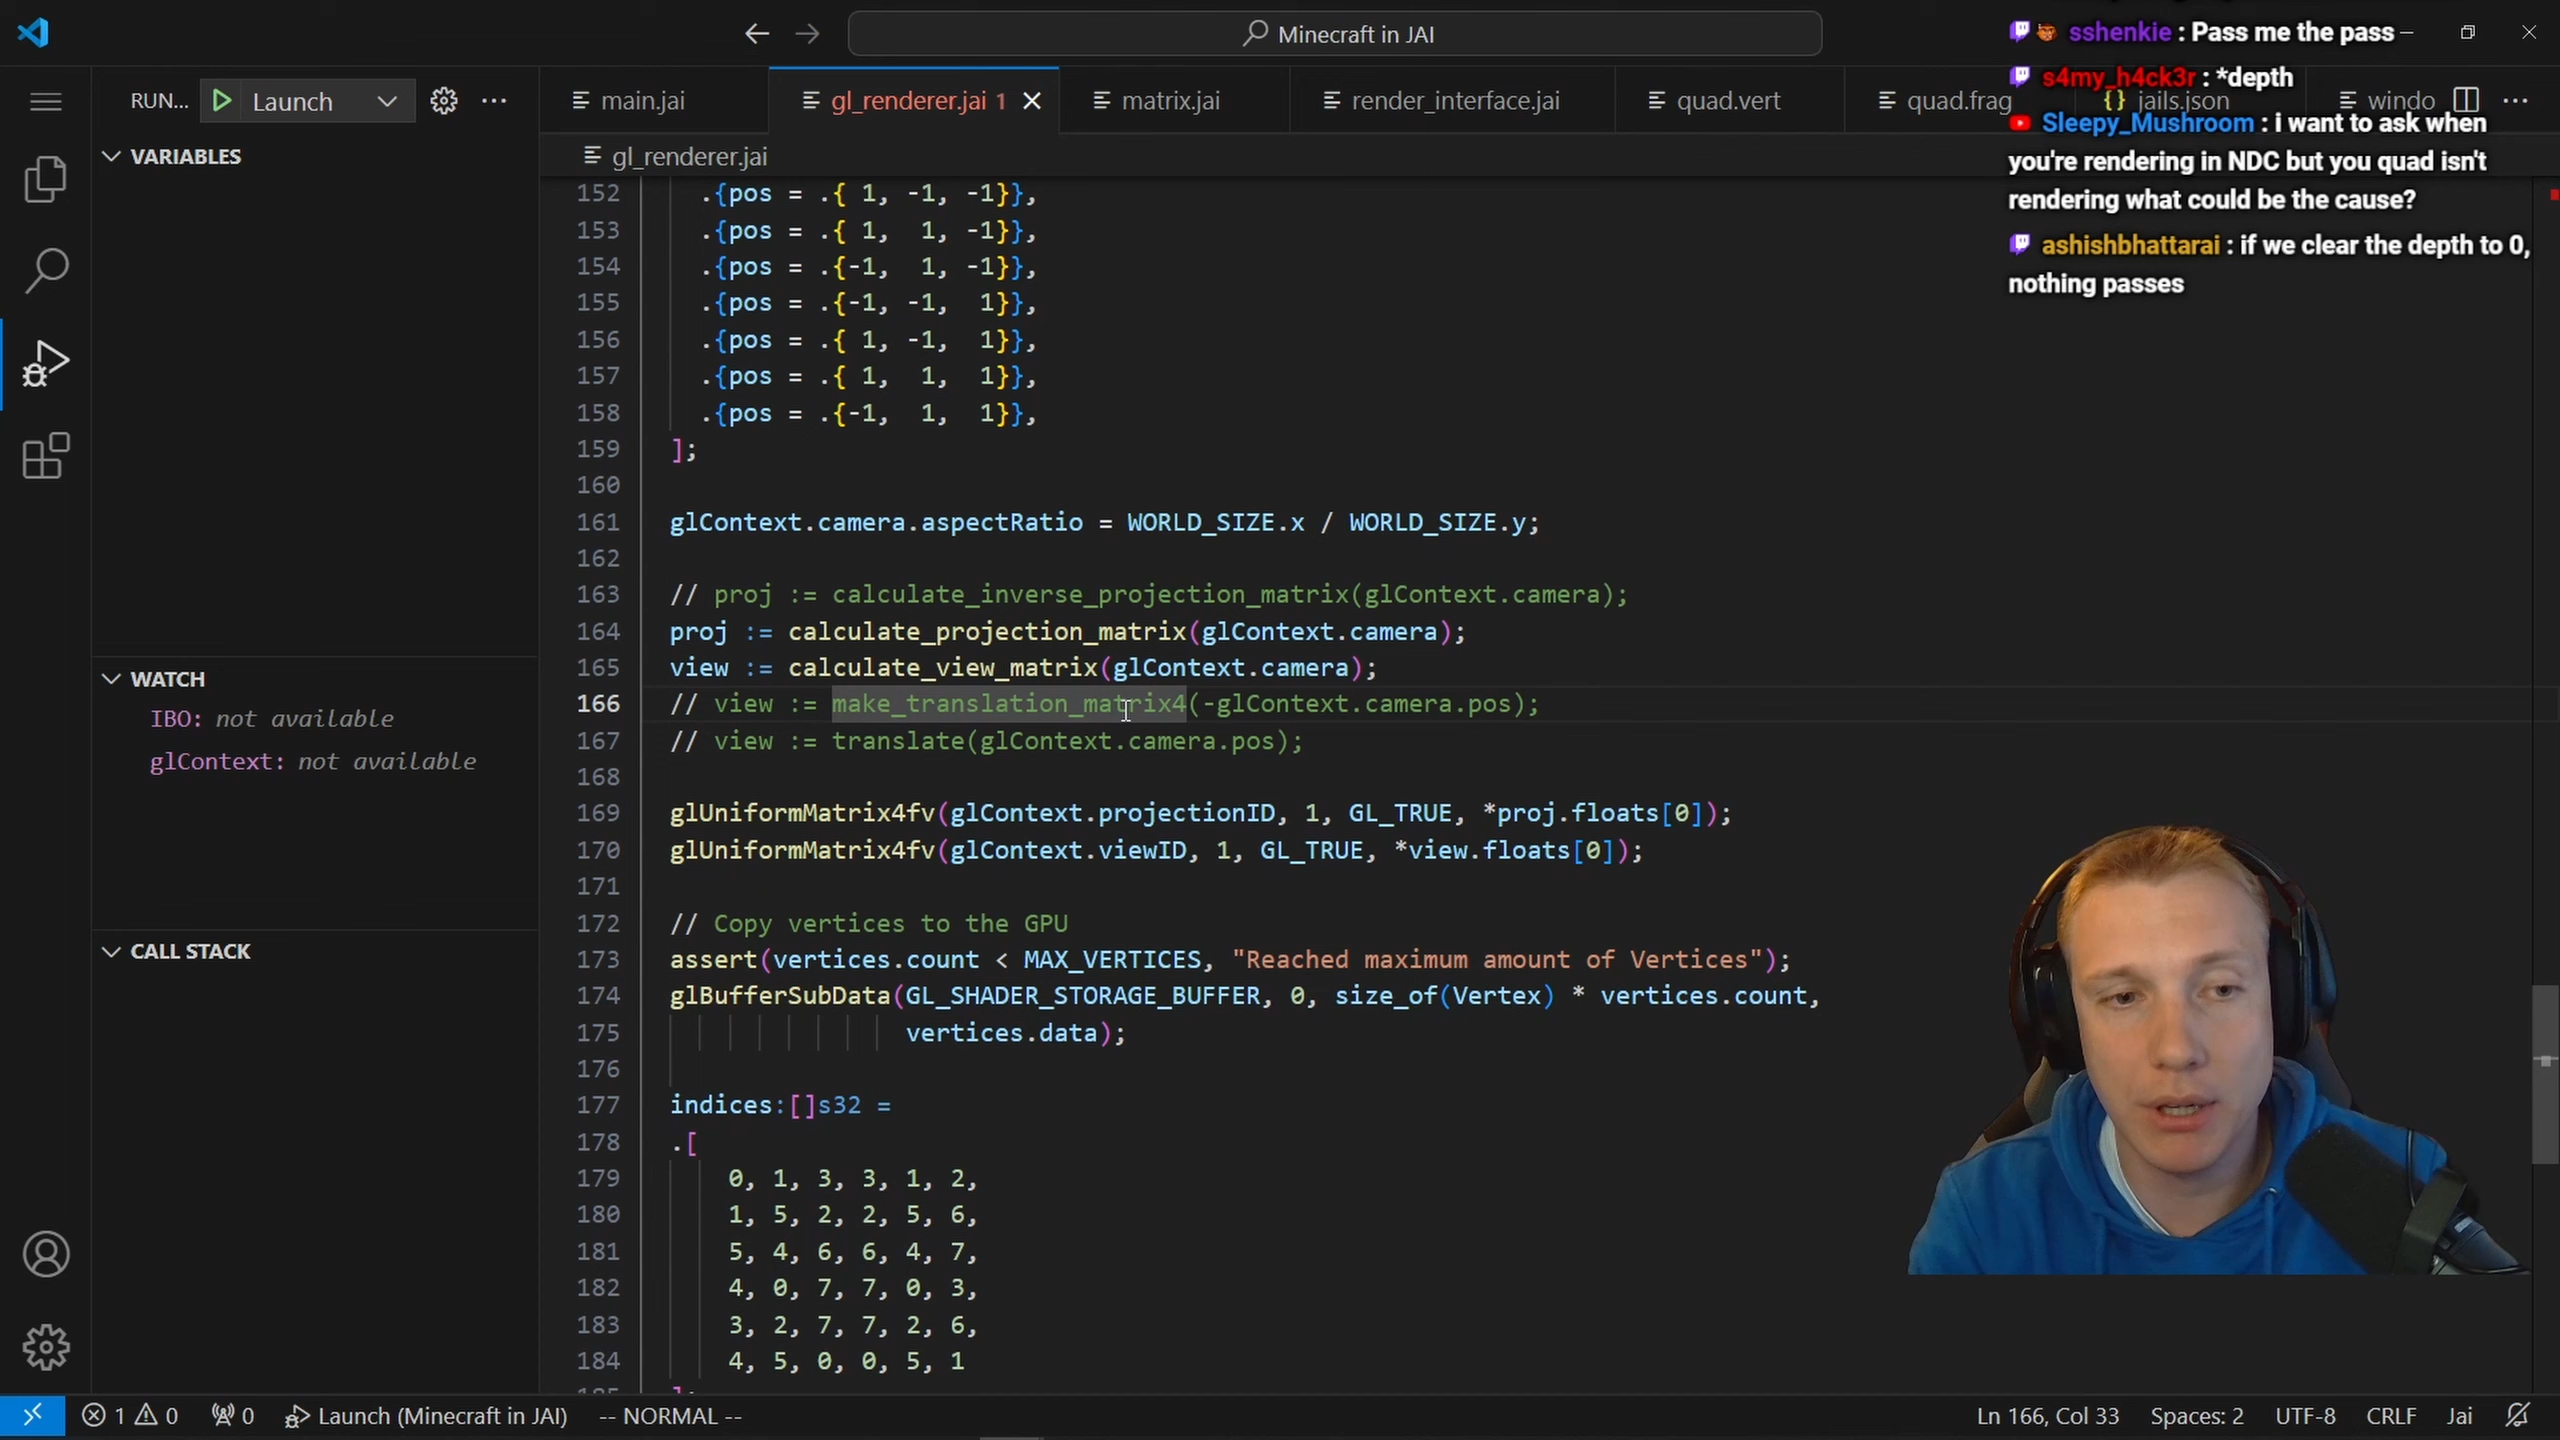 Minecraft in JAI
sshenkie : Pass me the pass
s4my_h4ck3r : *depth
Sleepy_Mushroom : i want to ask when
you're rendering in NDC but you quad isn't
rendering what could be the cause?
ashishbhattarai : if we clear the depth to 0,
nothing passes
RUN... Launch
main.jai
gl_renderer.jai 1
matrix.jai
render_interface.jai
quad.vert
quad.frag
{} jails.json
windo
gl_renderer.jai
VARIABLES
WATCH
IBO: not available
glContext: not available
CALL STACK
152 .{pos = .{ 1, -1, -1}},
153 .{pos = .{ 1, 1, -1}},
154 .{pos = .{-1, 1, -1}},
155 .{pos = .{-1, -1, 1}},
156 .{pos = .{ 1, -1, 1}},
157 .{pos = .{ 1, 1, 1}},
158 .{pos = .{-1, 1, 1}},
159 ];
160
161 glContext.camera.aspectRatio = WORLD_SIZE.x / WORLD_SIZE.y;
162
163 // proj := calculate_inverse_projection_matrix(glContext.camera);
164 proj := calculate_projection_matrix(glContext.camera);
165 view := calculate_view_matrix(glContext.camera);
166 // view := make_translation_matrix4(-glContext.camera.pos);
167 // view := translate(glContext.camera.pos);
168
169 glUniformMatrix4fv(glContext.projectionID, 1, GL_TRUE, *proj.floats[0]);
170 glUniformMatrix4fv(glContext.viewID, 1, GL_TRUE, *view.floats[0]);
171
172 // Copy vertices to the GPU
173 assert(vertices.count < MAX_VERTICES, "Reached maximum amount of Vertices");
174 glBufferSubData(GL_SHADER_STORAGE_BUFFER, 0, size_of(Vertex) * vertices.count,
175 vertices.data);
176
177 indices:[]s32 =
178 .[
179 0, 1, 3, 3, 1, 2,
180 1, 5, 2, 2, 5, 6,
181 5, 4, 6, 6, 4, 7,
182 4, 0, 7, 7, 0, 3,
183 3, 2, 7, 7, 2, 6,
184 4, 5, 0, 0, 5, 1
1 0 0 Launch (Minecraft in JAI) -- NORMAL -- Ln 166, Col 33 Spaces: 2 UTF-8 CRLF Jai